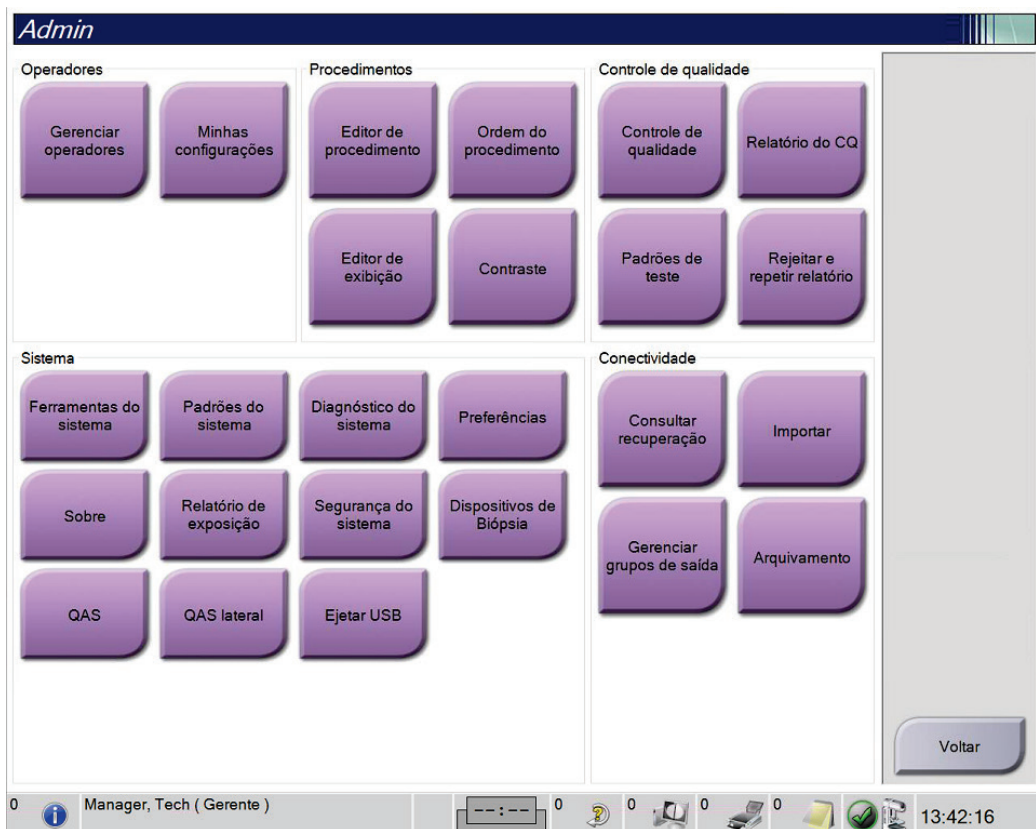 Admin
Operadores
Gerenciar
operadores
Minhas
configurações
Procedimentos
Editor de
procedimento
Ordem do
procedimento
Editor de
exibição
Contraste
Controle de qualidade
Controle de
qualidade
Relatório do CQ
Padrões de
teste
Rejeitar e
repetir relatório
Sistema
Ferramentas do
sistema
Padrões do
sistema
Diagnóstico do
sistema
Preferências
Sobre
Relatório de
exposição
Segurança do
sistema
Dispositivos de
Biópsia
QAS
QAS lateral
Ejetar USB
Conectividade
Consultar
recuperação
Importar
Gerenciar
grupos de saída
Arquivamento
Voltar
0
Manager, Tech ( Gerente )
--:--
0
0
0
0
13:42:16